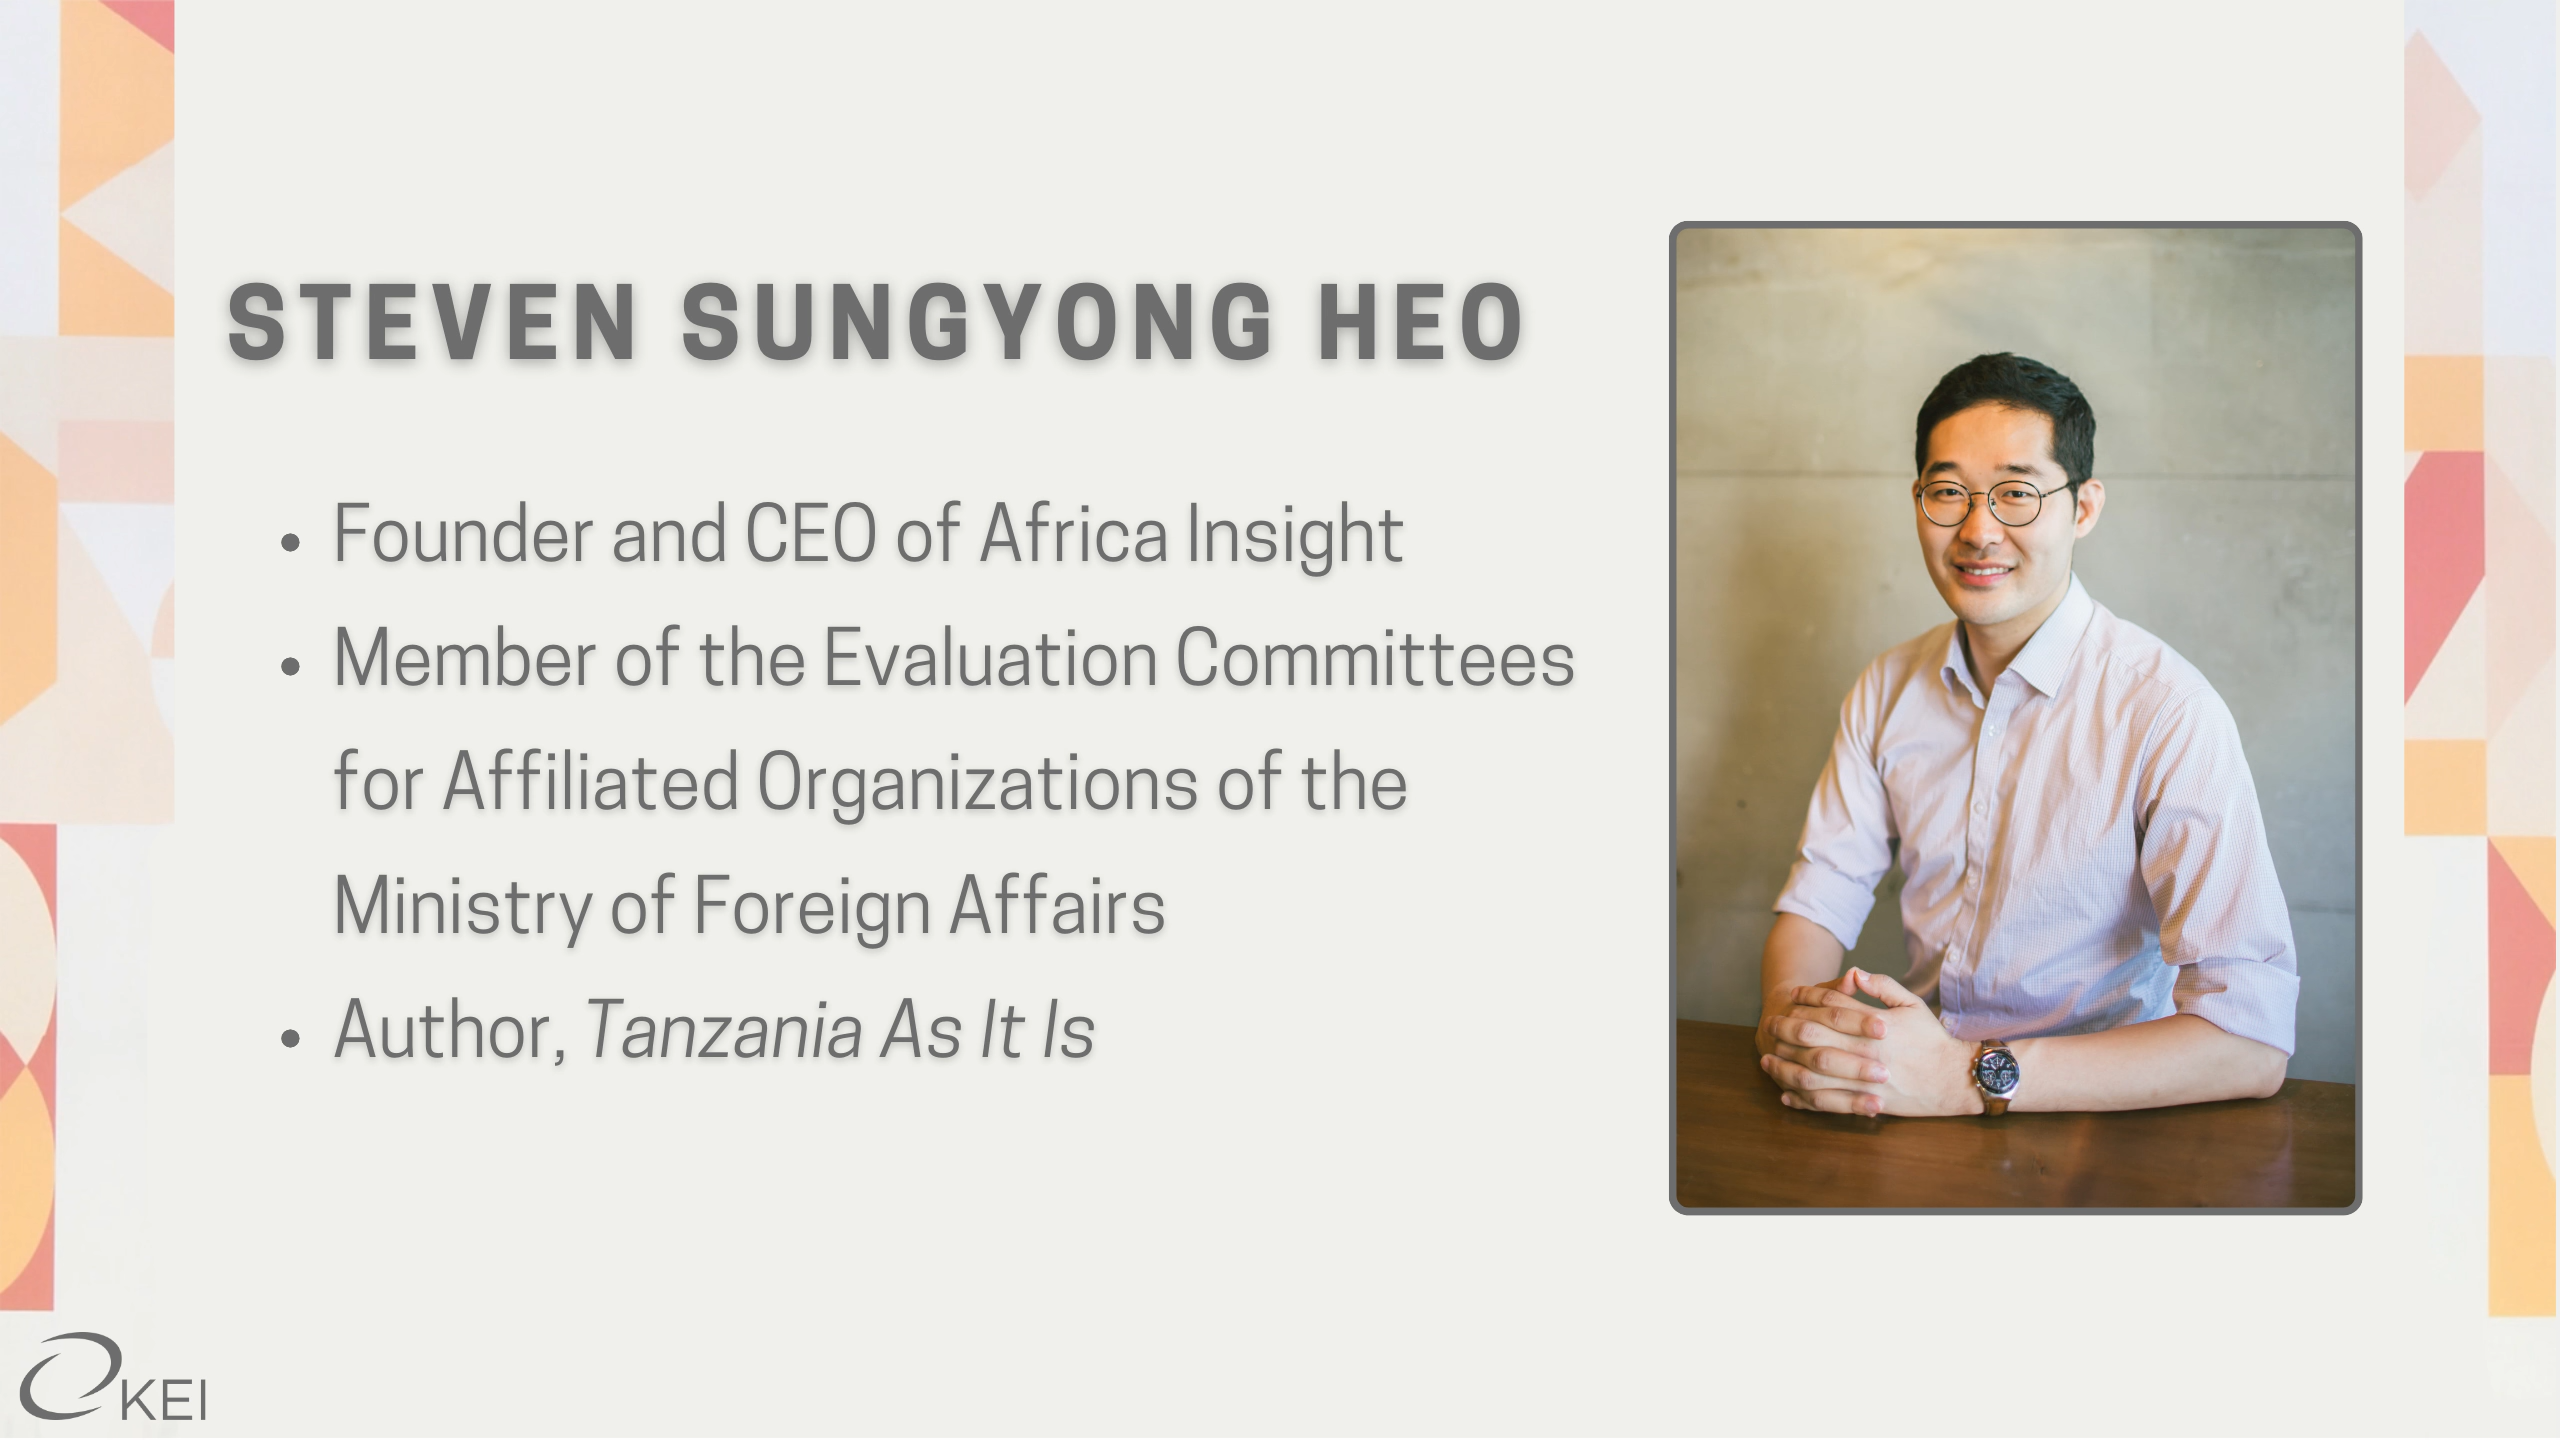 STEVEN SUNGYONG HEO
• Founder and CEO of Africa Insight
• Member of the Evaluation Committees
for Affiliated Organizations of the
Ministry of Foreign Affairs
• Author, Tanzania As It Is
KEI